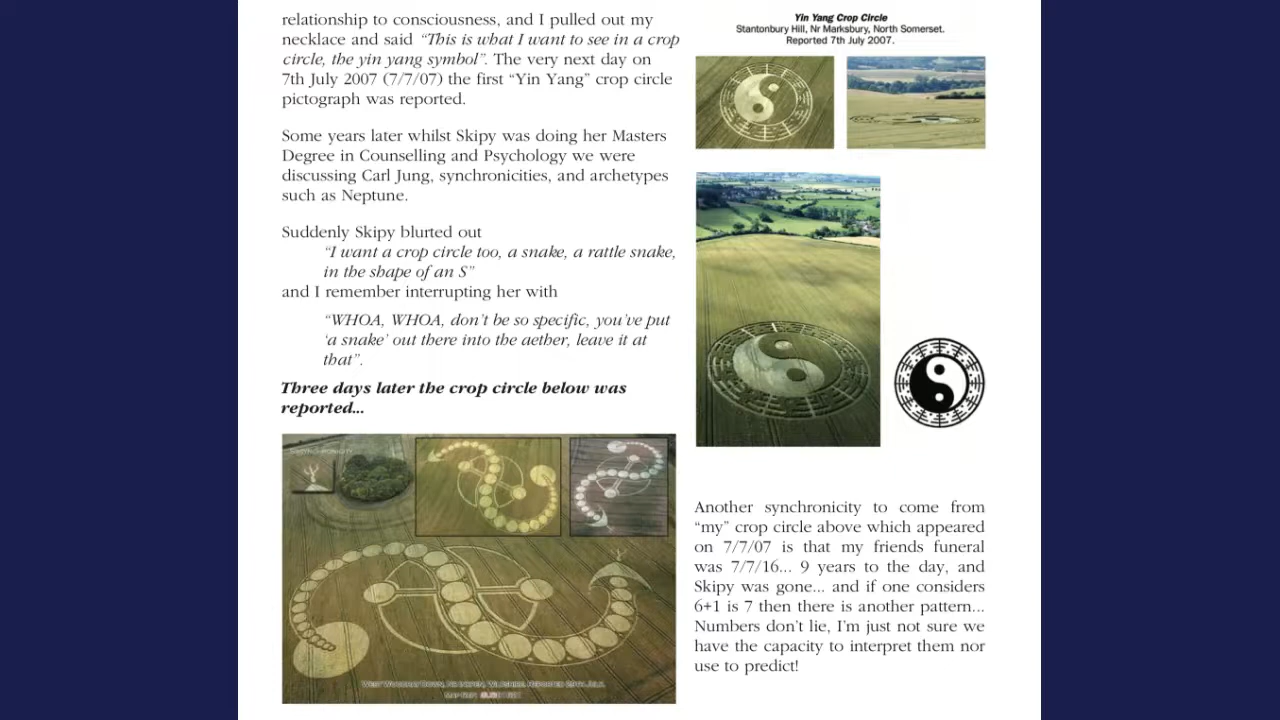 relationship to consciousness, and I pulled out my
necklace and said “This is what I want to see in a crop
circle, the yin yang symbol”. The very next day on
7th July 2007 (7/7/07) the first “Yin Yang” crop circle
pictograph was reported.
Some years later whilst Skipy was doing her Masters
Degree in Counselling and Psychology we were
discussing Carl Jung, synchronicities, and archetypes
such as Neptune.
Suddenly Skipy blurted out
“I want a crop circle too, a snake, a rattle snake,
in the shape of an S”
and I remember interrupting her with
“WHOA, WHOA, don't be so specific, you've put
‘a snake’ out there into the aether, leave it at
that”.
Three days later the crop circle below was
reported...
Yin Yang Crop Circle
Stantonbury Hill, Nr Marksbury, North Somerset.
Reported 7th July 2007.
Another synchronicity to come from
“my” crop circle above which appeared
on 7/7/07 is that my friends funeral
was 7/7/16... 9 years to the day, and
Skipy was gone... and if one considers
6+1 is 7 then there is another pattern...
Numbers don't lie, I'm just not sure we
have the capacity to interpret them nor
use to predict!